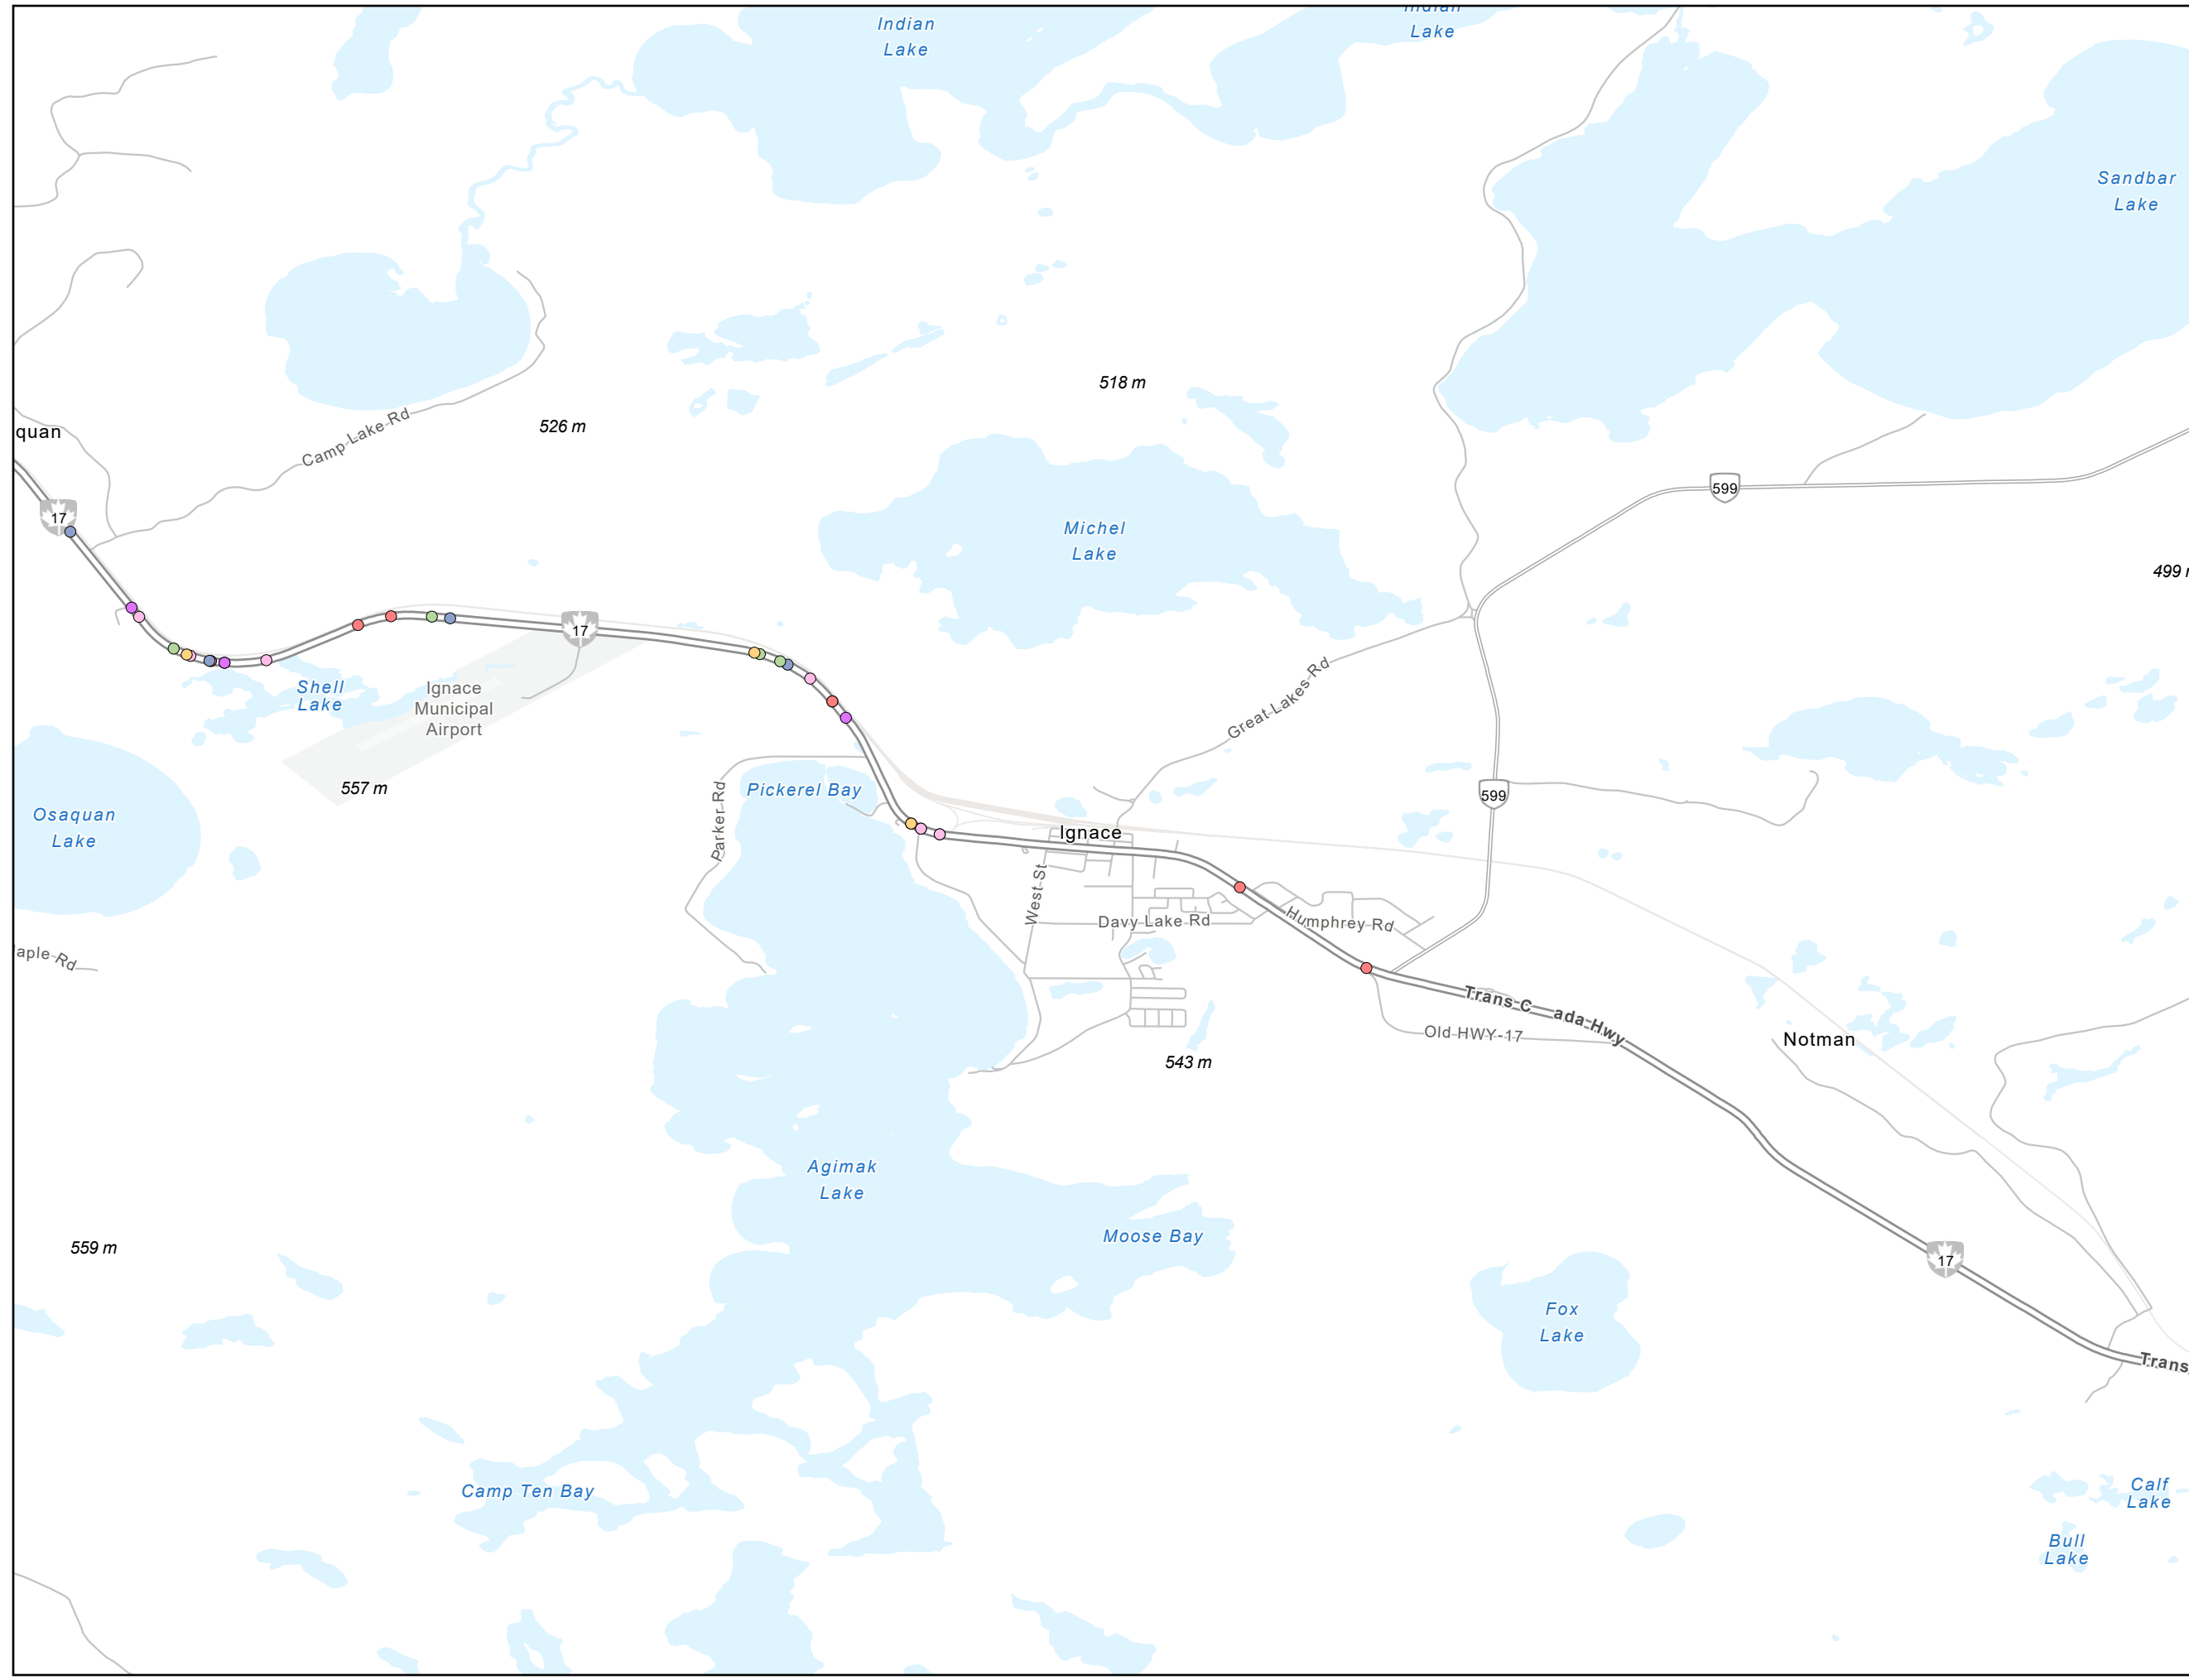 Indian
Lake
Indian
Lake
Sandbar
Lake
518 m
526 m
Camp Lake Rd
quan
599
17
Michel
Lake
499
17
Great Lakes Rd
Shell
Lake
Ignace
Municipal
Airport
557 m
Pickerel Bay
Parker Rd
599
Osaquan
Lake
Ignace
West St
Davy Lake Rd
Humphrey Rd
aple Rd
Trans C ada Hwy
Old HWY-17
Notman
543 m
Agimak
Lake
Moose Bay
559 m
17
Fox
Lake
Trans
Camp Ten Bay
Calf
Lake
Bull
Lake